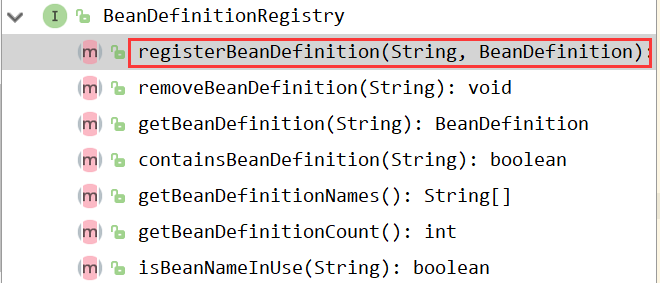 BeanDefinitionRegistry
registerBeanDefinition(String, BeanDefinition):
removeBeanDefinition(String): void
getBeanDefinition(String): BeanDefinition
containsBeanDefinition(String): boolean
getBeanDefinitionNames(): String[]
getBeanDefinitionCount(): int
isBeanNameInUse(String): boolean